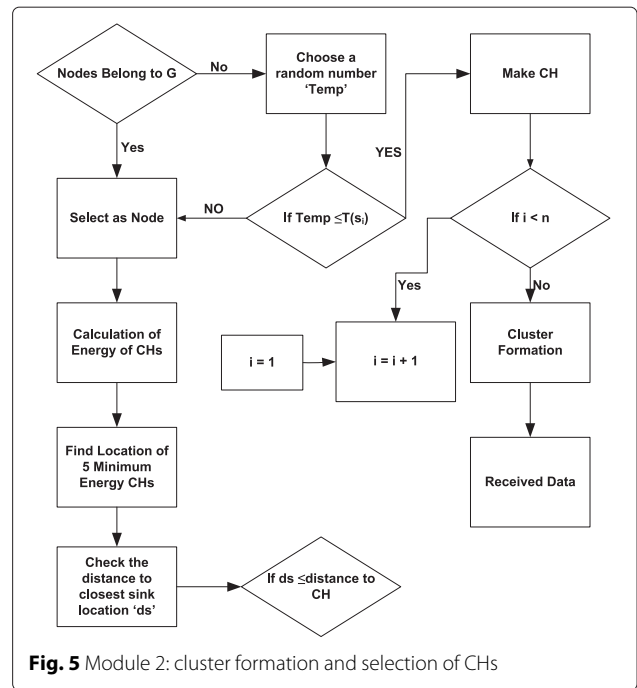 Nodes Belong to G
No
Choose a
random number
'Temp'
Make CH
Yes
YES
Select as Node
NO
If Temp ≤T(si)
If i < n
Yes
No
Calculation of
Energy of CHs
i = 1
i = i + 1
Cluster
Formation
Find Location of
5 Minimum
Energy CHs
Received Data
Check the
distance to
closest sink
location 'ds'
If ds ≤distance to
CH
Fig. 5 Module 2: cluster formation and selection of CHs